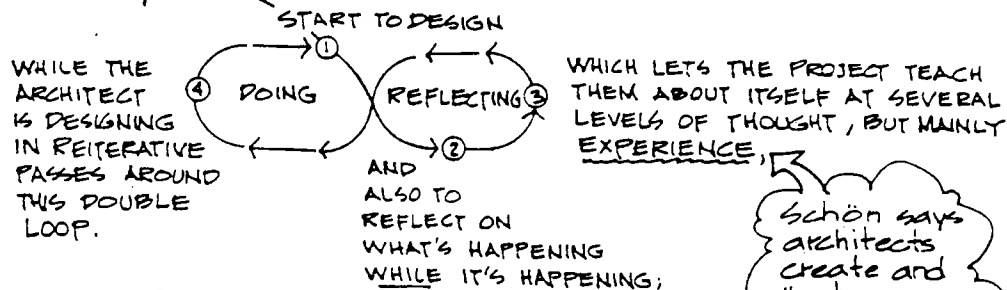 START TO DESIGN
①
DOING
REFLECTING
②
AND
ALSO TO
REFLECT ON
WHAT'S HAPPENING
WHILE IT'S HAPPENING;
③
WHICH LETS THE PROJECT TEACH
THEM ABOUT ITSELF AT SEVERAL
LEVELS OF THOUGHT, BUT MAINLY
EXPERIENCE,
Schön says
architects
create and
④
WHILE THE
ARCHITECT
IS DESIGNING
IN REITERATIVE
PASSES AROUND
THIS DOUBLE
LOOP.